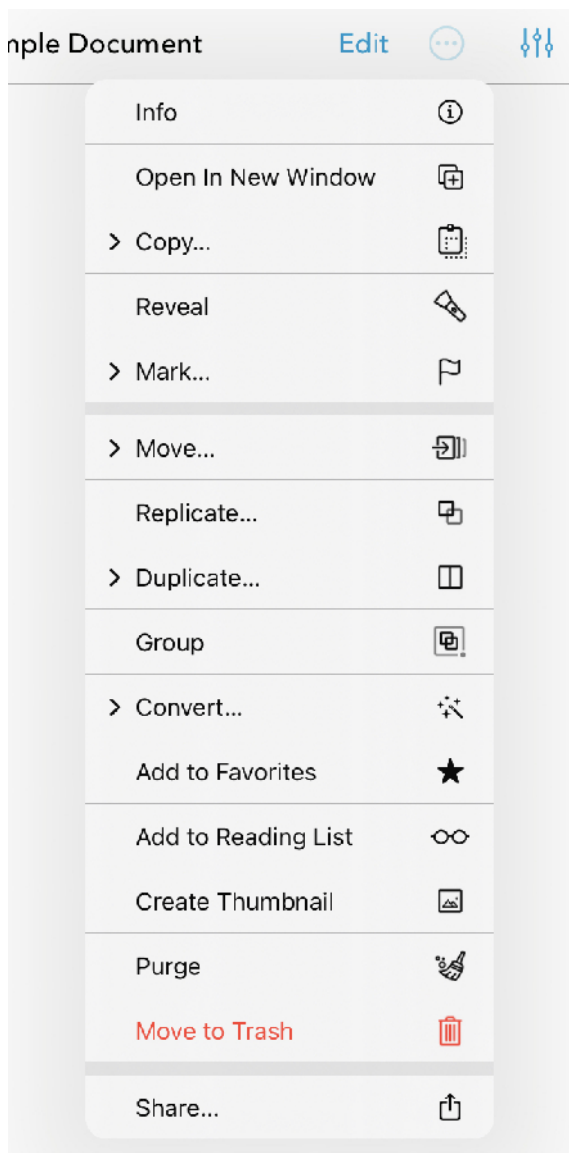 mple Document Edit
Info
Open In New Window
Copy...
Reveal
Mark...
Move...
Replicate...
Duplicate...
Group
Convert...
Add to Favorites
Add to Reading List
Create Thumbnail
Purge
Move to Trash
Share...